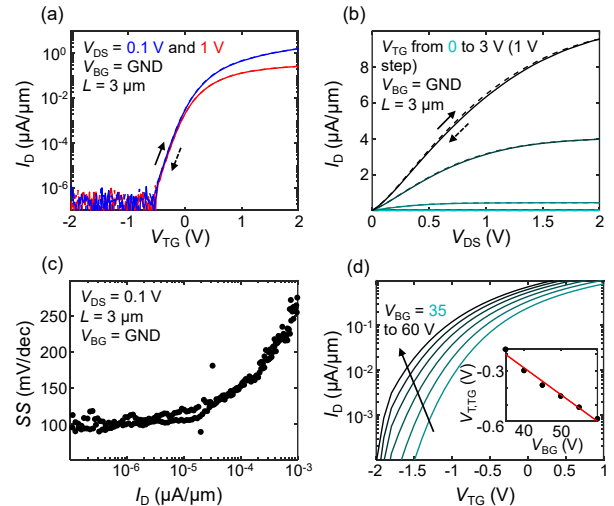 (a)
V_DS = 0.1 V and 1 V
V_BG = GND
L = 3 µm
10^0
10^-2
10^-4
10^-6
I_D (µA/µm)
-2 -1 0 1 2
V_TG (V)
(b)
V_TG from 0 to 3 V (1 V
step)
V_BG = GND
L = 3 µm
12
8
4
I_D (µA/µm)
0 0.5 1.0 1.5 2
V_DS (V)
(c)
V_DS = 0.1 V
L = 3 µm
V_BG = GND
250
200
150
100
SS (mV/dec)
10^-6 10^-5 10^-4 10^-3
I_D (µA/µm)
(d)
V_BG = 35
to 60 V
10^-1
10^-2
10^-3
I_D (µA/µm)
-2 -1.5 -1 -0.5 0 0.5 1
V_TG (V)
-0.3
-0.6
V_T,TG (V)
40 50
V_BG (V)